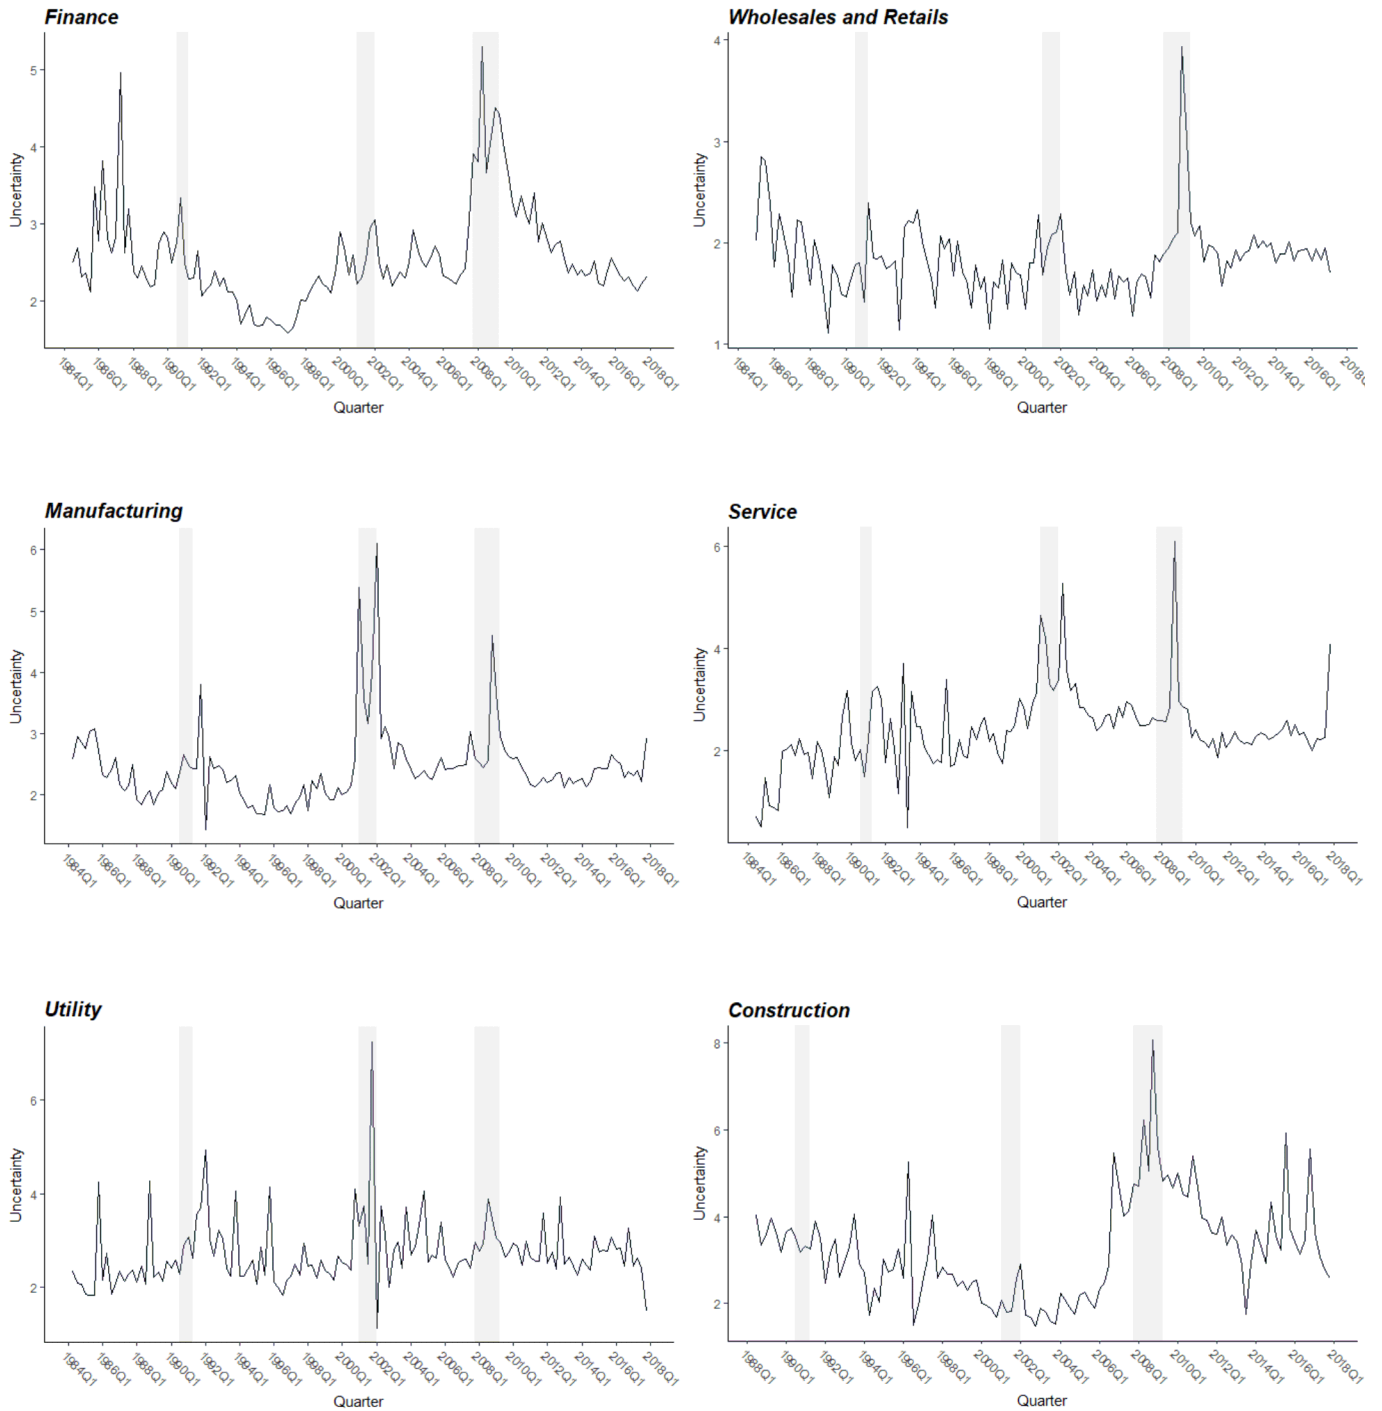 Finance
Uncertainty
5
4
3
2
1984Q1 1986Q1 1988Q1 1990Q1 1992Q1 1994Q1 1996Q1 1998Q1 2000Q1 2002Q1 2004Q1 2006Q1 2008Q1 2010Q1 2012Q1 2014Q1 2016Q1 2018Q1
Quarter
Wholesales and Retails
Uncertainty
4
3
2
1
1984Q1 1986Q1 1988Q1 1990Q1 1992Q1 1994Q1 1996Q1 1998Q1 2000Q1 2002Q1 2004Q1 2006Q1 2008Q1 2010Q1 2012Q1 2014Q1 2016Q1 2018Q
Quarter
Manufacturing
Uncertainty
6
5
4
3
2
1984Q1 1986Q1 1988Q1 1990Q1 1992Q1 1994Q1 1996Q1 1998Q1 2000Q1 2002Q1 2004Q1 2006Q1 2008Q1 2010Q1 2012Q1 2014Q1 2016Q1 2018Q1
Quarter
Service
Uncertainty
6
4
2
1984Q1 1986Q1 1988Q1 1990Q1 1992Q1 1994Q1 1996Q1 1998Q1 2000Q1 2002Q1 2004Q1 2006Q1 2008Q1 2010Q1 2012Q1 2014Q1 2016Q1 2018Q1
Quarter
Utility
Uncertainty
6
4
2
1984Q1 1986Q1 1988Q1 1990Q1 1992Q1 1994Q1 1996Q1 1998Q1 2000Q1 2002Q1 2004Q1 2006Q1 2008Q1 2010Q1 2012Q1 2014Q1 2016Q1 2018Q1
Quarter
Construction
Uncertainty
8
6
4
2
1988Q1 1990Q1 1992Q1 1994Q1 1996Q1 1998Q1 2000Q1 2002Q1 2004Q1 2006Q1 2008Q1 2010Q1 2012Q1 2014Q1 2016Q1 2018Q1
Quarter